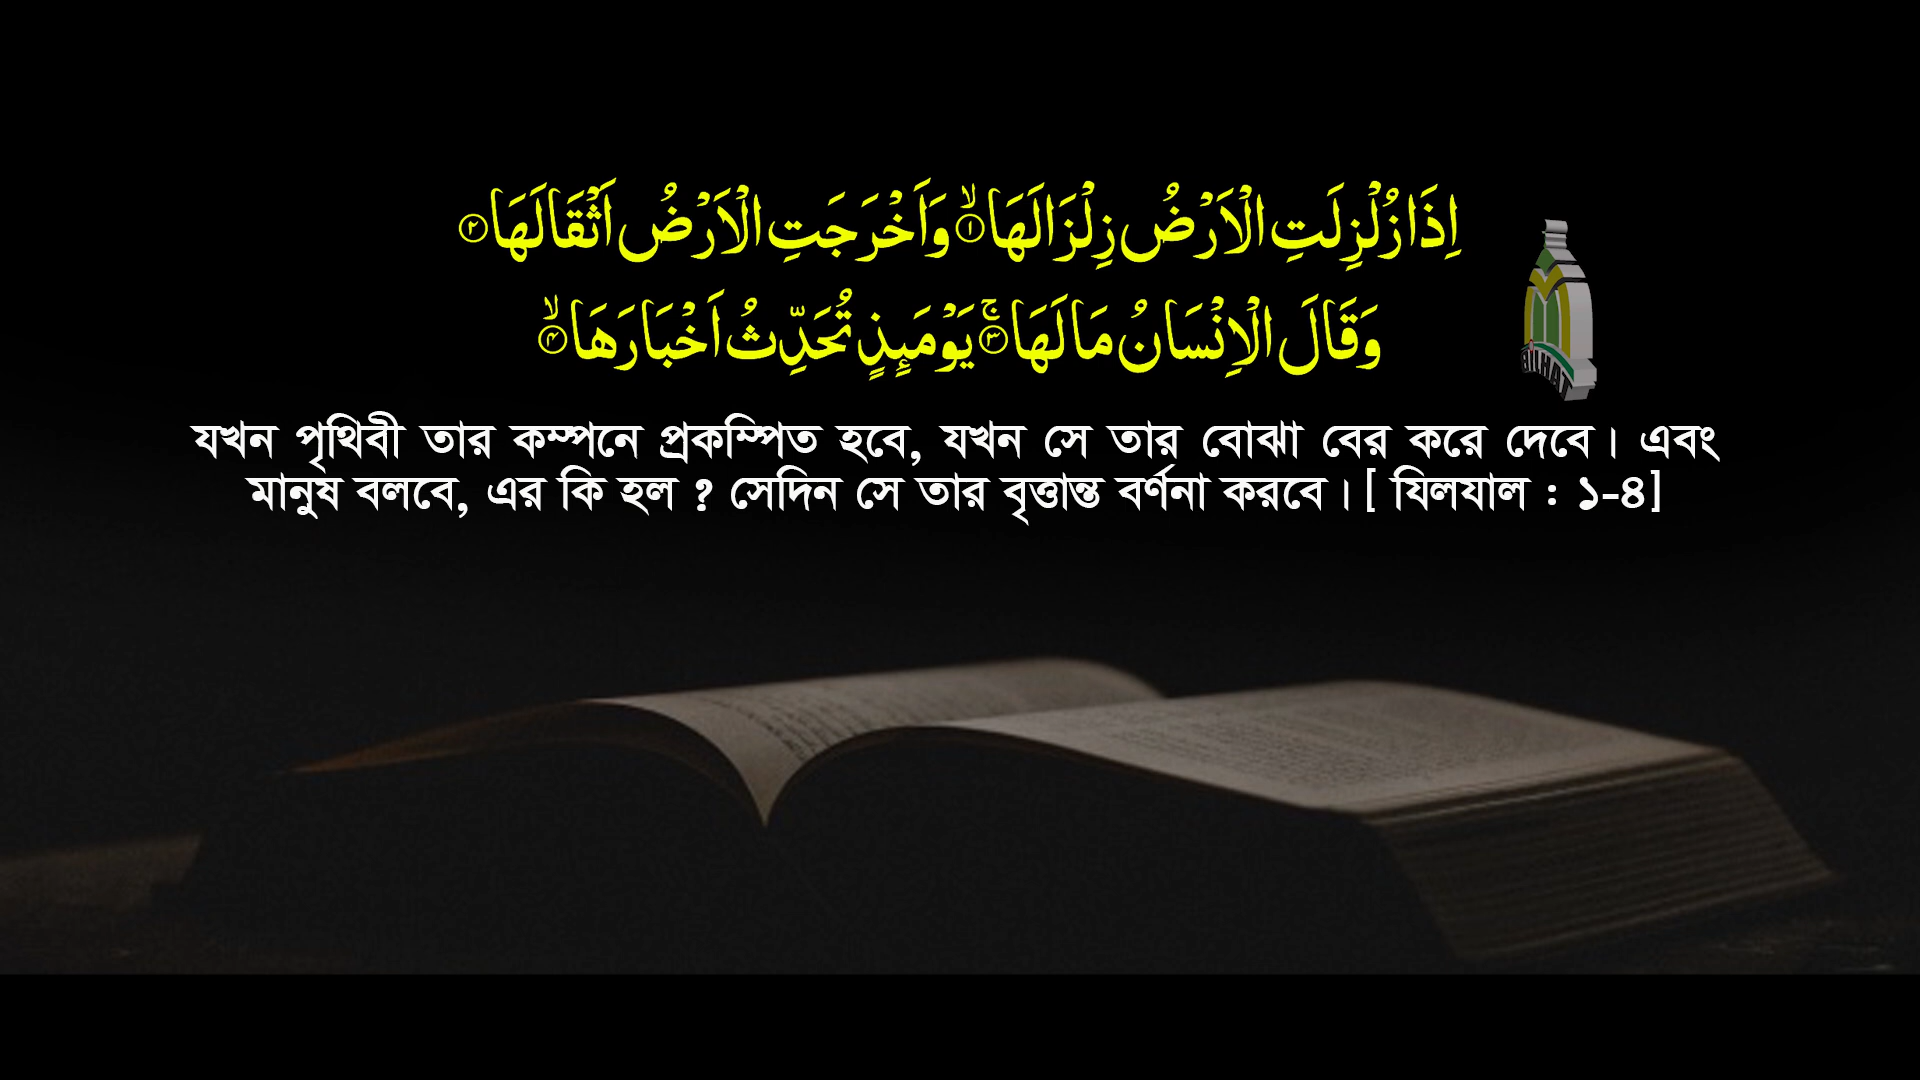 اِذَا زُلۡزِلَتِ الۡاَرۡضُ زِلۡزَالَهَا ۙ﴿۱﴾ وَاَخۡرَجَتِ الۡاَرۡضُ اَثۡقَالَهَا ﴿۲﴾
وَقَالَ الۡاِنۡسَانُ مَا لَهَا ۚ﴿۳﴾ يَوۡمَئِذٍ تُحَدِّثُ اَخۡبَارَهَا ۙ﴿۴﴾
যখন পৃথিবী তার কম্পনে প্রকম্পিত হবে, যখন সে তার বোঝা বের করে দেবে। এবং
মানুষ বলবে, এর কি হল ? সেদিন সে তার বৃত্তান্ত বর্ণনা করবে। [ যিলযাল : ১-৪]